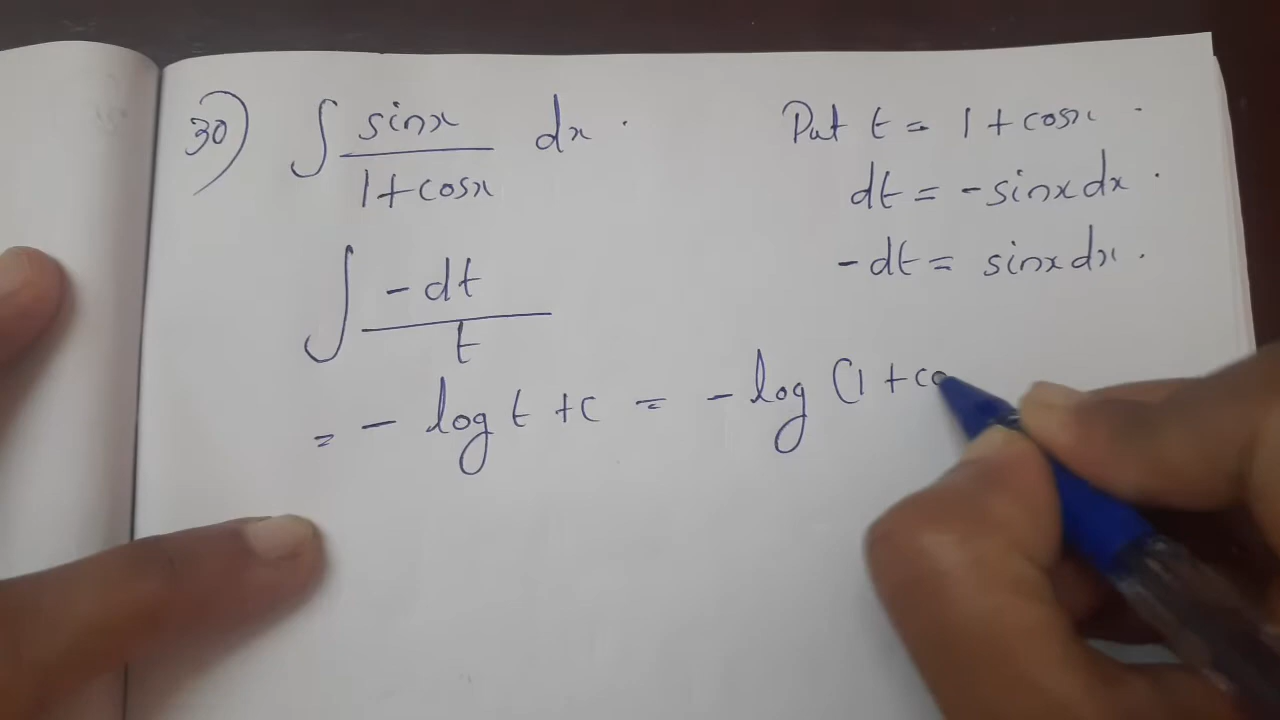 30) ∫ sinx / 1+cosx dx .
Put t = 1 + cosx .
dt = - sinx dx .
- dt = sinx dx .
∫ -dt / t
= - log t + c = - log (1 + co